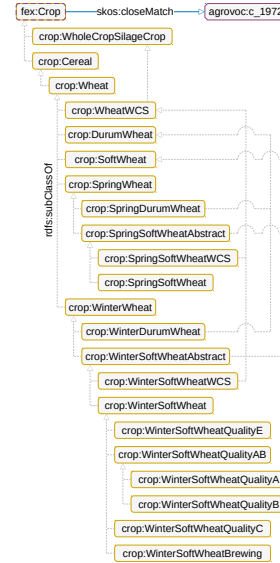 fex:Crop
skos:closeMatch
agrovoc:c_1972
crop:WholeCropSilageCrop
crop:Cereal
crop:Wheat
crop:WheatWCS
crop:DurumWheat
crop:SoftWheat
crop:SpringWheat
rdfs:subClassOf
crop:SpringDurumWheat
crop:SpringSoftWheatAbstract
crop:SpringSoftWheatWCS
crop:SpringSoftWheat
crop:WinterWheat
crop:WinterDurumWheat
crop:WinterSoftWheatAbstract
crop:WinterSoftWheatWCS
crop:WinterSoftWheat
crop:WinterSoftWheatQualityE
crop:WinterSoftWheatQualityAB
crop:WinterSoftWheatQualityA
crop:WinterSoftWheatQualityB
crop:WinterSoftWheatQualityC
crop:WinterSoftWheatBrewing